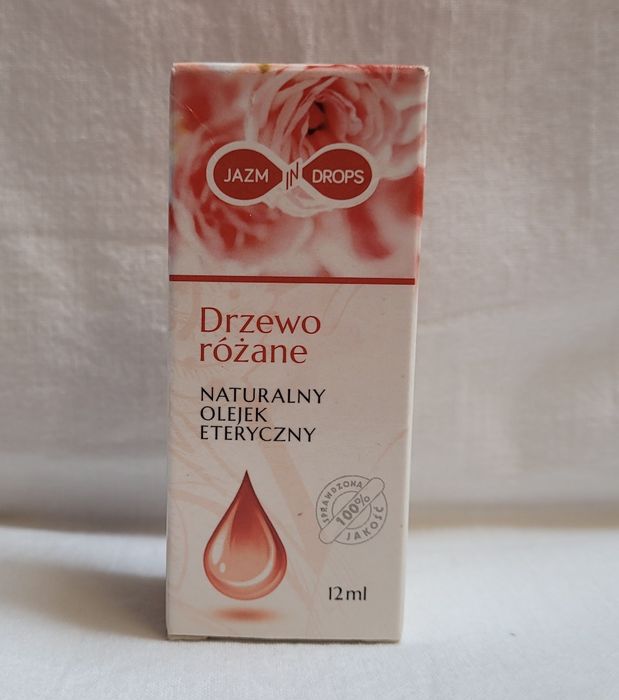 JAZM IN DROPS
Drzewo
różane
NATURALNY
OLEJEK
ETERYCZNY
SPRAWDZONA
100%
JAKOŚĆ
12ml